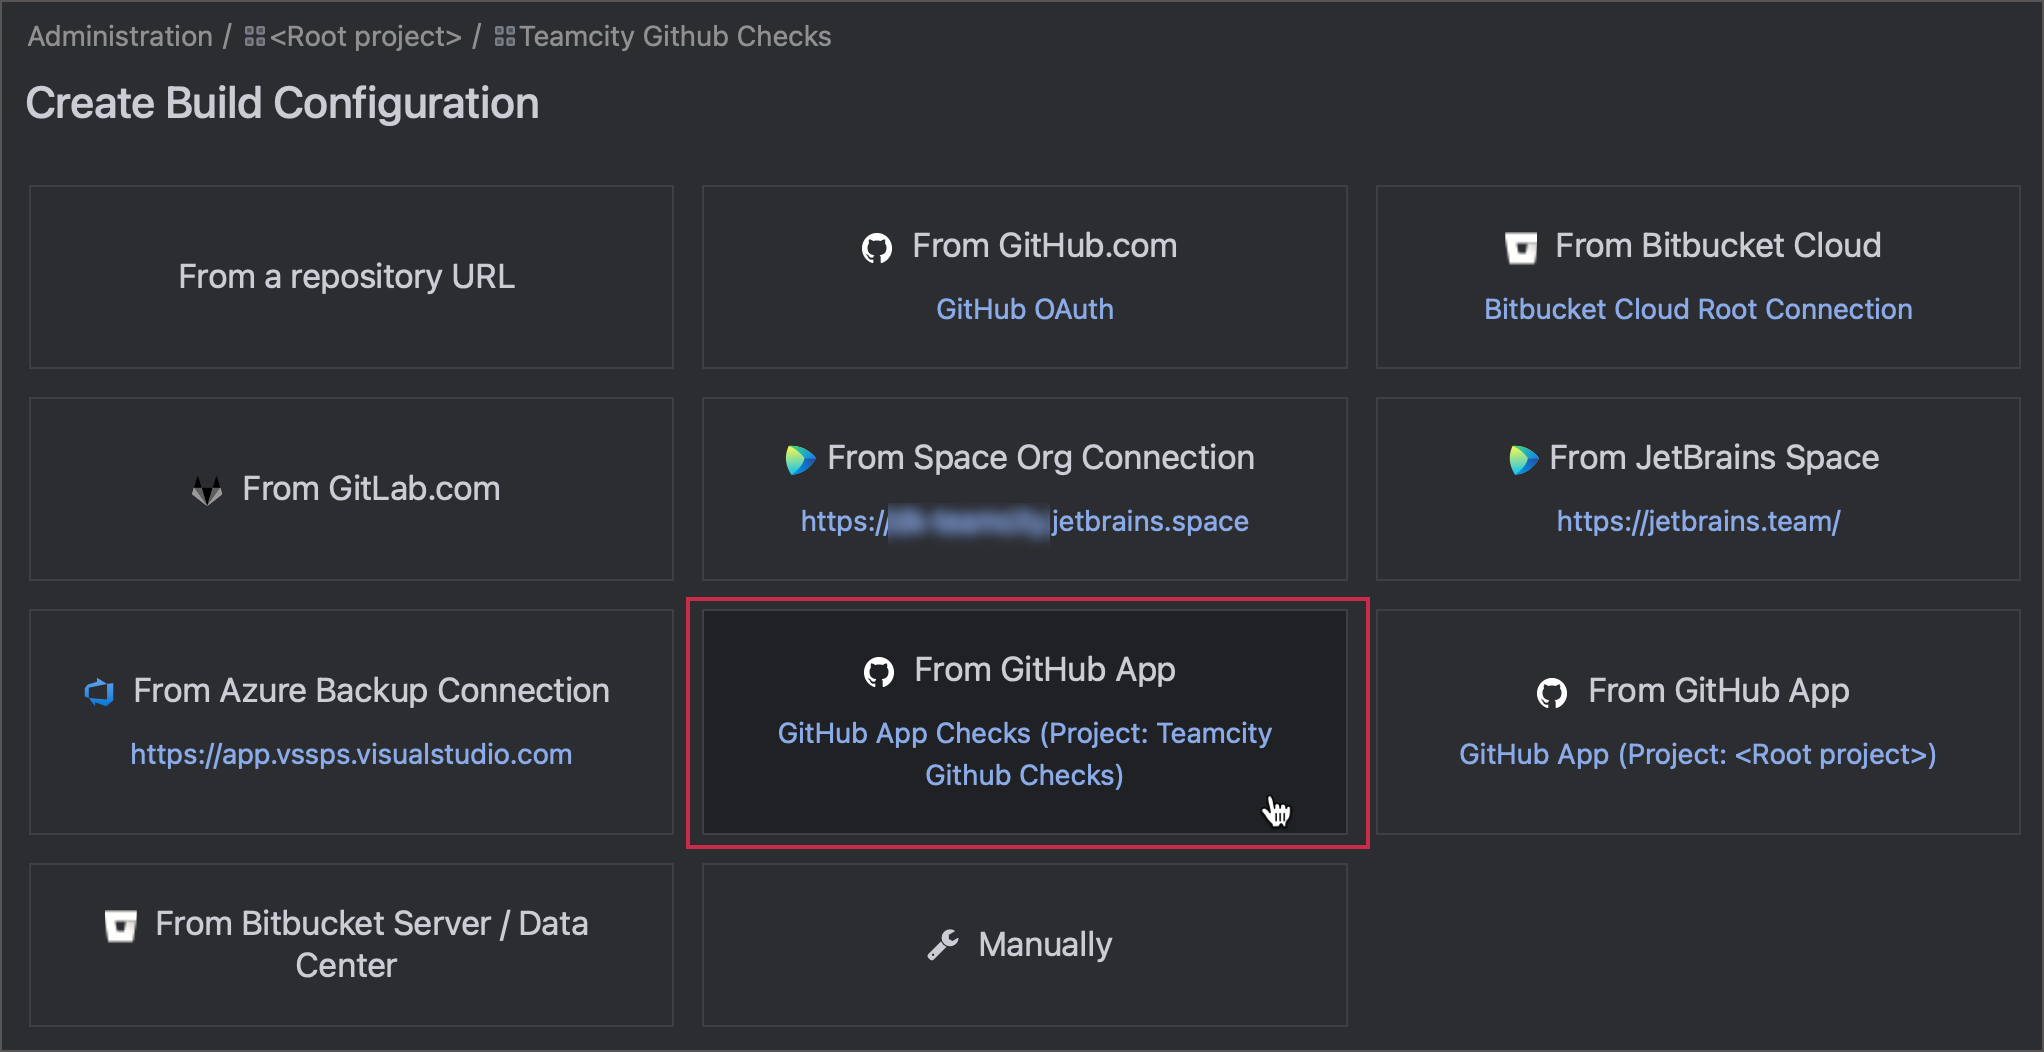 Administration / <Root project> / Teamcity Github Checks
Create Build Configuration
From a repository URL
From GitHub.com
GitHub OAuth
From Bitbucket Cloud
Bitbucket Cloud Root Connection
From GitLab.com
From Space Org Connection
https:// jetbrains.space
From JetBrains Space
https://jetbrains.team/
From Azure Backup Connection
https://app.vssps.visualstudio.com
From GitHub App
GitHub App Checks (Project: Teamcity
Github Checks)
From GitHub App
GitHub App (Project: <Root project>)
From Bitbucket Server / Data
Center
Manually